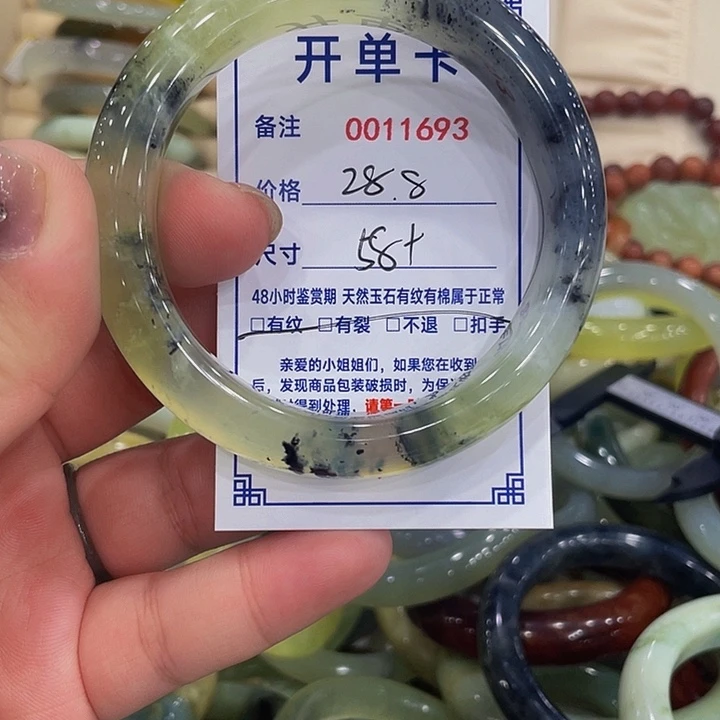 开单卡
备注 0011693
价格 28.8
尺寸 58+
48小时鉴赏期 天然玉石有纹有棉属于正常
□有纹 □有裂 □不退 □扣手
亲爱的小姐姐们，如果您在收到
后，发现商品包装破损时，为保
得到处理，请第一